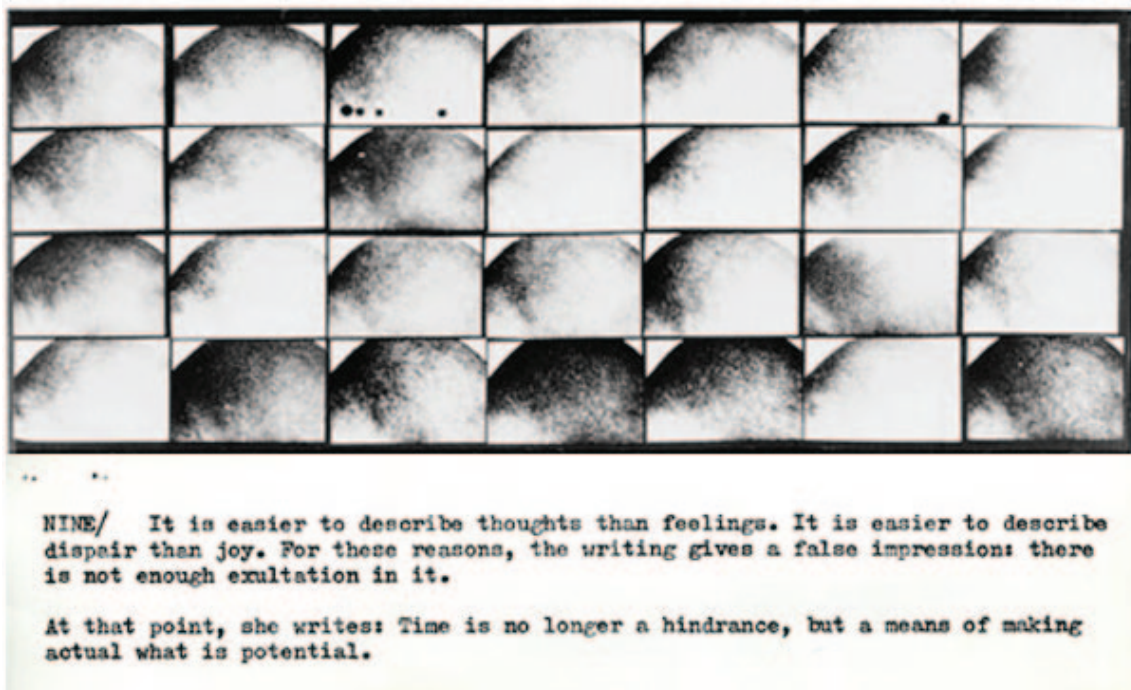 NINE/ It is easier to describe thoughts than feelings. It is easier to describe
dispair than joy. For these reasons, the writing gives a false impression: there
is not enough exultation in it.
At that point, she writes: Time is no longer a hindrance, but a means of making
actual what is potential.